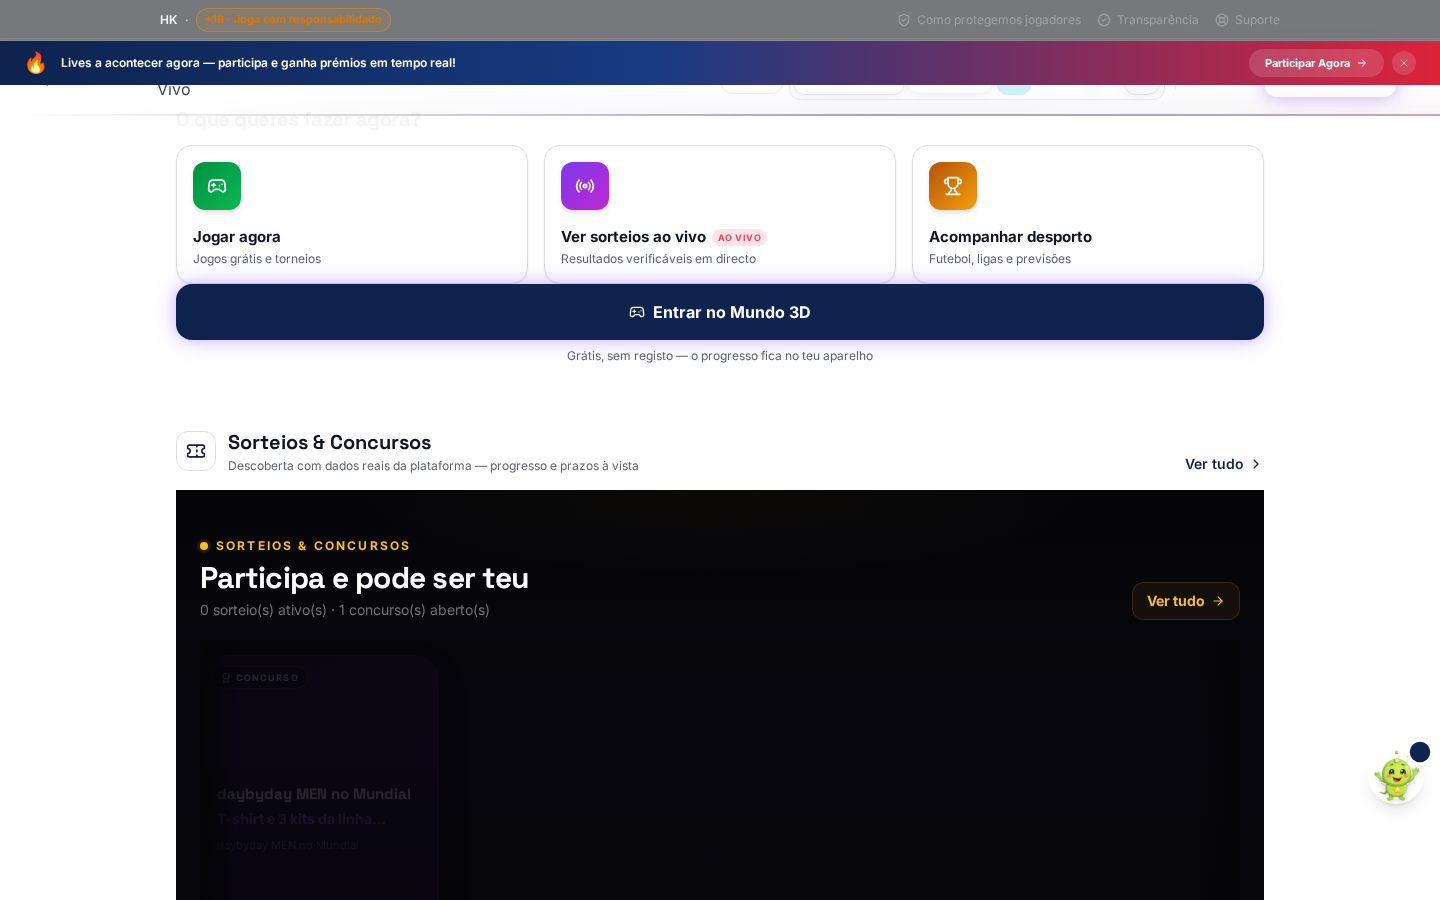 HK · +18 · Joga com responsabilidade
Como protegemos jogadores
Transparência
Suporte
Lives a acontecer agora — participa e ganha prémios em tempo real!
Participar Agora
Vivo
O que queres fazer agora?
Jogar agora
Jogos grátis e torneios
Ver sorteios ao vivo AO VIVO
Resultados verificáveis em directo
Acompanhar desporto
Futebol, ligas e previsões
Entrar no Mundo 3D
Grátis, sem registo — o progresso fica no teu aparelho
Sorteios & Concursos
Descoberta com dados reais da plataforma — progresso e prazos à vista
Ver tudo
SORTEIOS & CONCURSOS
Participa e pode ser teu
0 sorteio(s) ativo(s) · 1 concurso(s) aberto(s)
Ver tudo
CONCURSO
daybyday MEN no Mundial
T-shirt e 3 kits da linha...
daybyday MEN no Mundial